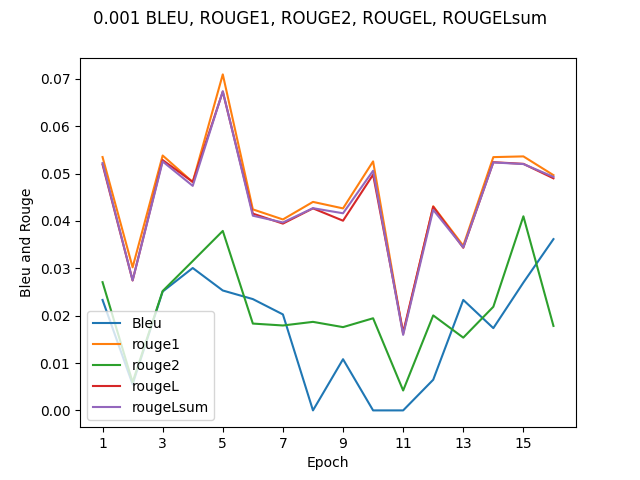 0.001 BLEU, ROUGE1, ROUGE2, ROUGEL, ROUGELsum
Bleu and Rouge
0.07
0.06
0.05
0.04
0.03
0.02
0.01
0.00
Bleu
rouge1
rouge2
rougeL
rougeLsum
1 3 5 7 9 11 13 15
Epoch